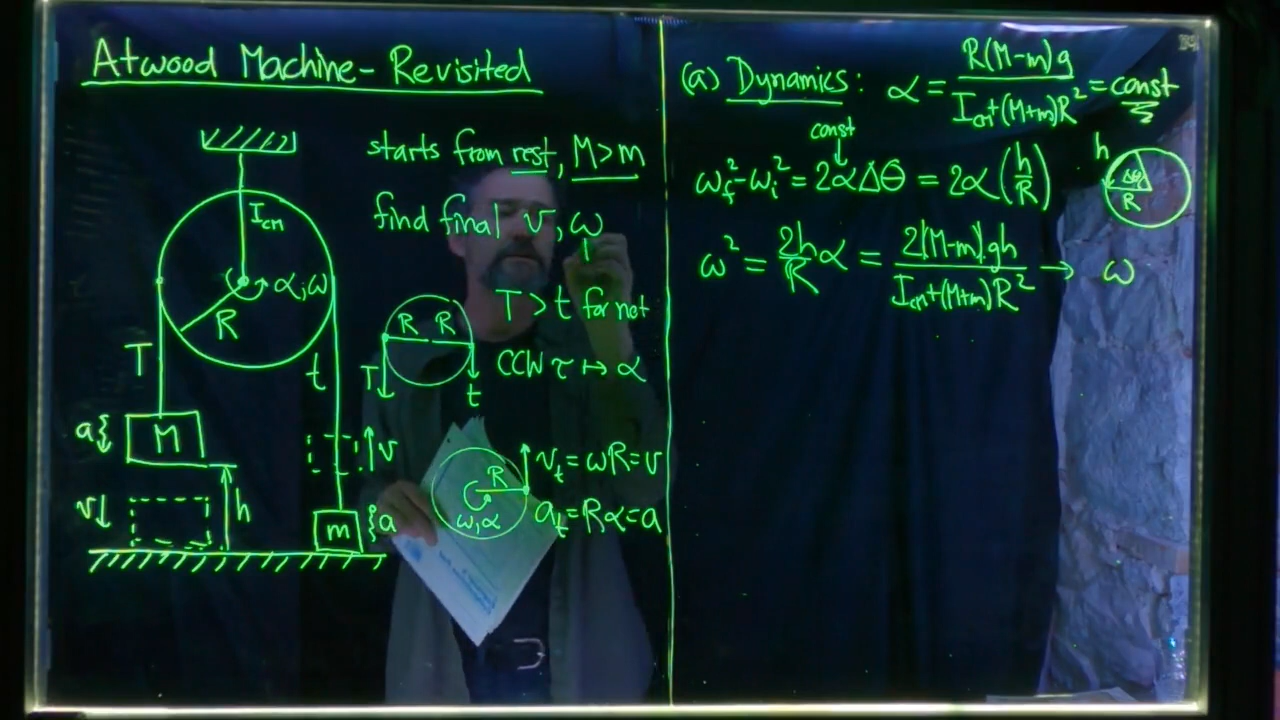 Atwood Machine - Revisited
starts from rest, M>m
find final v, ω
I_cm
α, ω
R
T
t
a
M
v
h
v
m
a
R R
T
t
T > t for net
CCW τ ↦ α
R
ω, α
v_t = ωR = v
a_t = Rα = a
(a) Dynamics: α = R(M-m)g / I_cm+(M+m)R² = const
const
ω_f² - ω_i² = 2αΔθ = 2α(h/R)
h
Δθ
R
ω² = 2h/R α = 2(M-m)gh / I_cm+(M+m)R² → ω